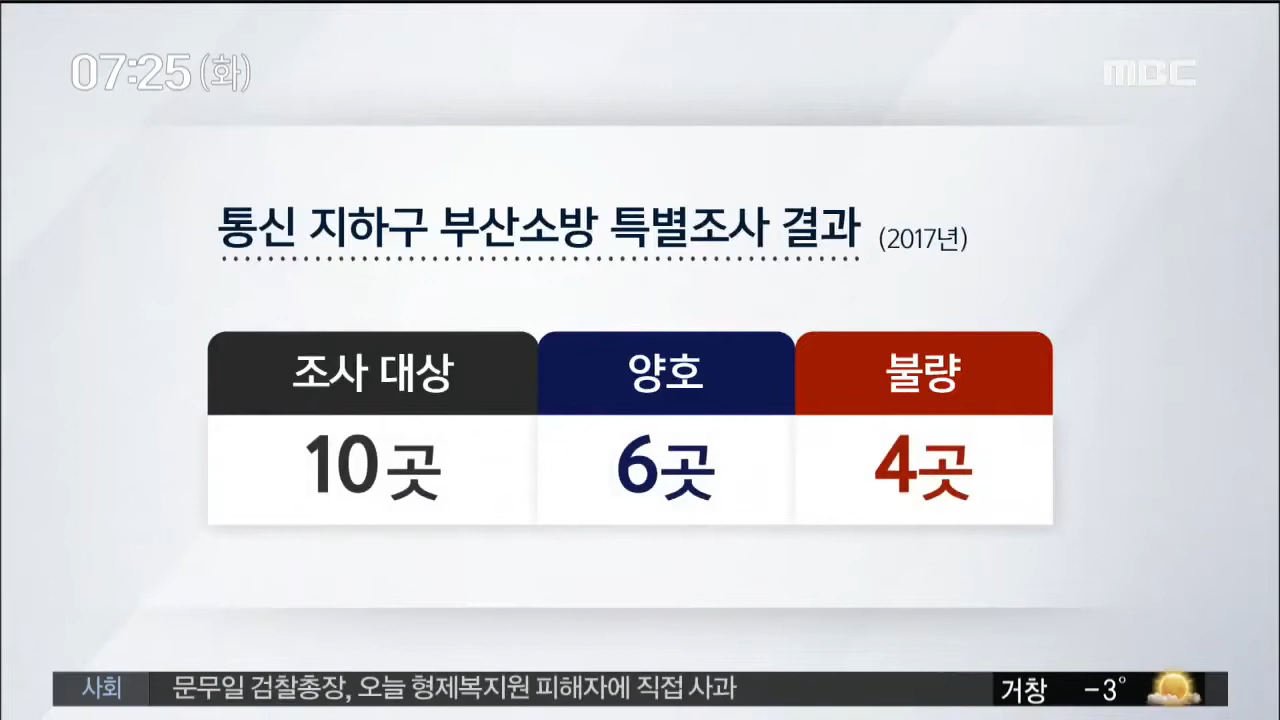 07:25(화)
MBC
통신 지하구 부산소방 특별조사 결과 (2017년)
조사 대상 양호 불량
10곳 6곳 4곳
사회 문무일 검찰총장, 오늘 형제복지원 피해자에 직접 사과 거창 -3°